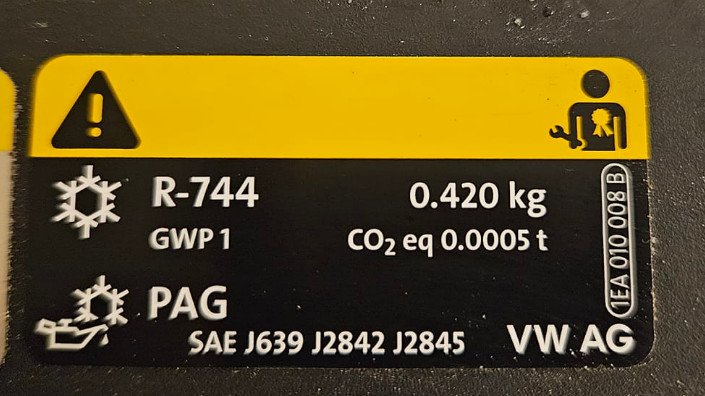 R-744 0.420 kg
GWP 1 CO2 eq 0.0005 t
PAG
SAE J639 J2842 J2845 VW AG
1EA 010 008 B